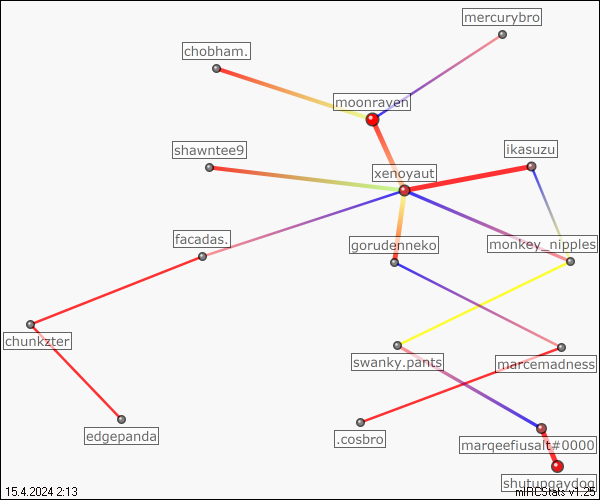 mercurybro
chobham.
moonraven
shawntee9
ikasuzu
xenoyaut
facadas.
gorudenneko
monkey_nipples
chunkzter
swanky.pants
marcemadness
edgepanda
.cosbro
marqeefiusalt#0000
shutupgaydog
15.4.2024 2:13
mIRCStats v1.25